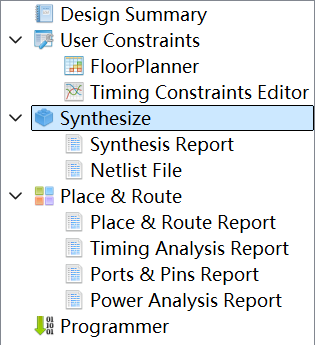 Design Summary
User Constraints
FloorPlanner
Timing Constraints Editor
Synthesize
Synthesis Report
Netlist File
Place & Route
Place & Route Report
Timing Analysis Report
Ports & Pins Report
Power Analysis Report
Programmer